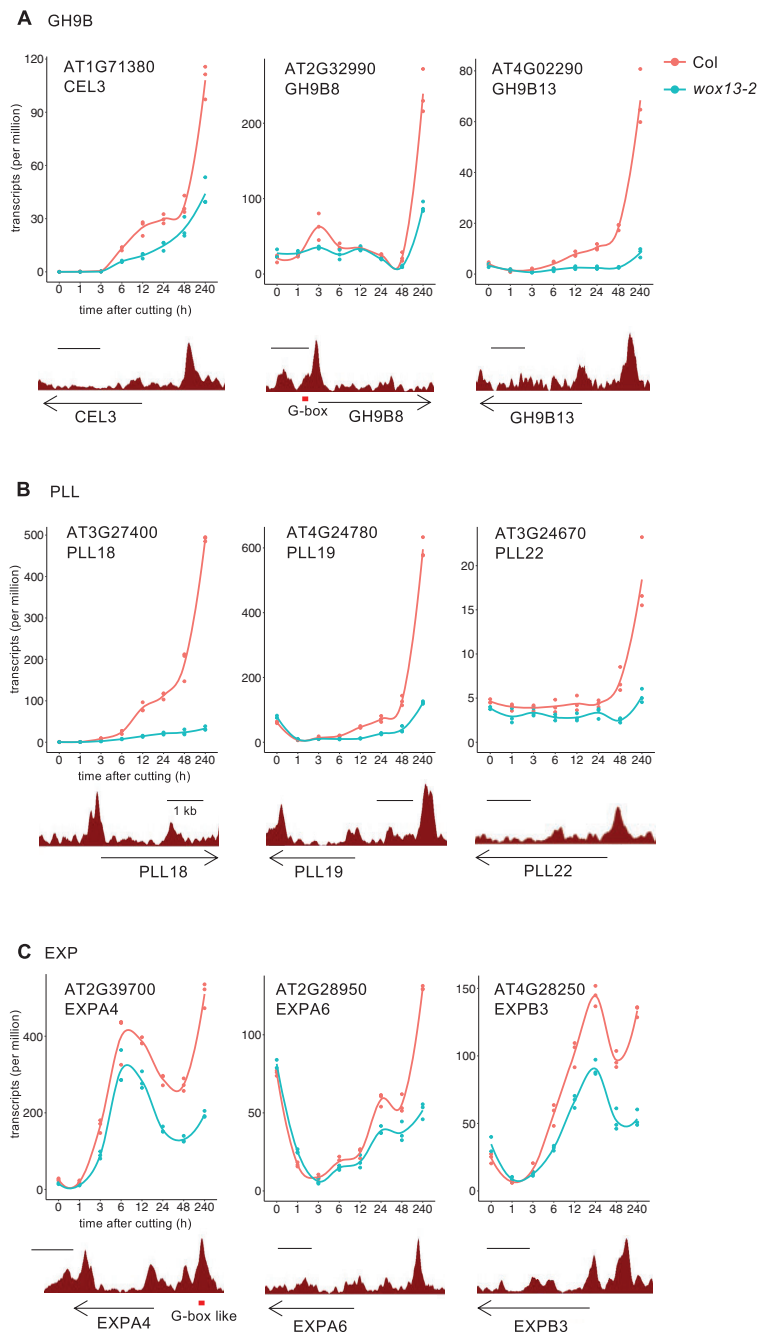 A GH9B
AT1G71380
CEL3
AT2G32990
GH9B8
AT4G02290
GH9B13
Col
wox13-2
transcripts (per million)
120
90
60
30
0
200
100
0
80
60
40
20
0
0 1 3 6 12 24 48 240
0 1 3 6 12 24 48 240
0 1 3 6 12 24 48 240
time after cutting (h)
CEL3
G-box
GH9B8
GH9B13
B PLL
AT3G27400
PLL18
AT4G24780
PLL19
AT3G24670
PLL22
transcripts (per million)
500
400
300
200
100
0
600
400
200
0
20
15
10
5
0
0 1 3 6 12 24 48 240
0 1 3 6 12 24 48 240
0 1 3 6 12 24 48 240
time after cutting (h)
1 kb
PLL18
PLL19
PLL22
C EXP
AT2G39700
EXPA4
AT2G28950
EXPA6
AT4G28250
EXPB3
transcripts (per million)
400
200
0
100
50
0
150
100
50
0
0 1 3 6 12 24 48 240
0 1 3 6 12 24 48 240
0 1 3 6 12 24 48 240
time after cutting (h)
EXPA4
G-box like
EXPA6
EXPB3